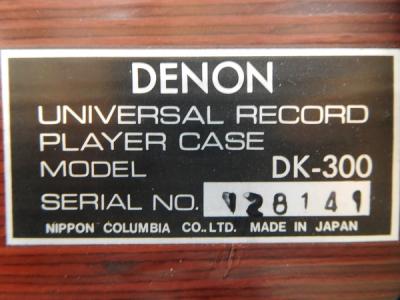 DENON
UNIVERSAL RECORD
PLAYER CASE
MODEL DK-300
SERIAL NO. 128141
NIPPON COLUMBIA CO.,LTD. MADE IN JAPAN